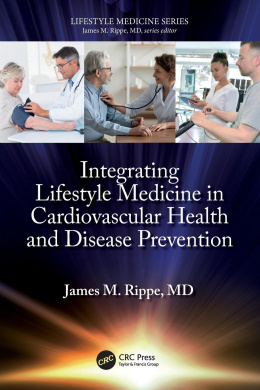 LIFESTYLE MEDICINE SERIES
James M. Rippe, MD, series editor
Integrating
Lifestyle Medicine in
Cardiovascular Health
and Disease Prevention
James M. Rippe, MD
CRC
CRC Press
Taylor & Francis Group